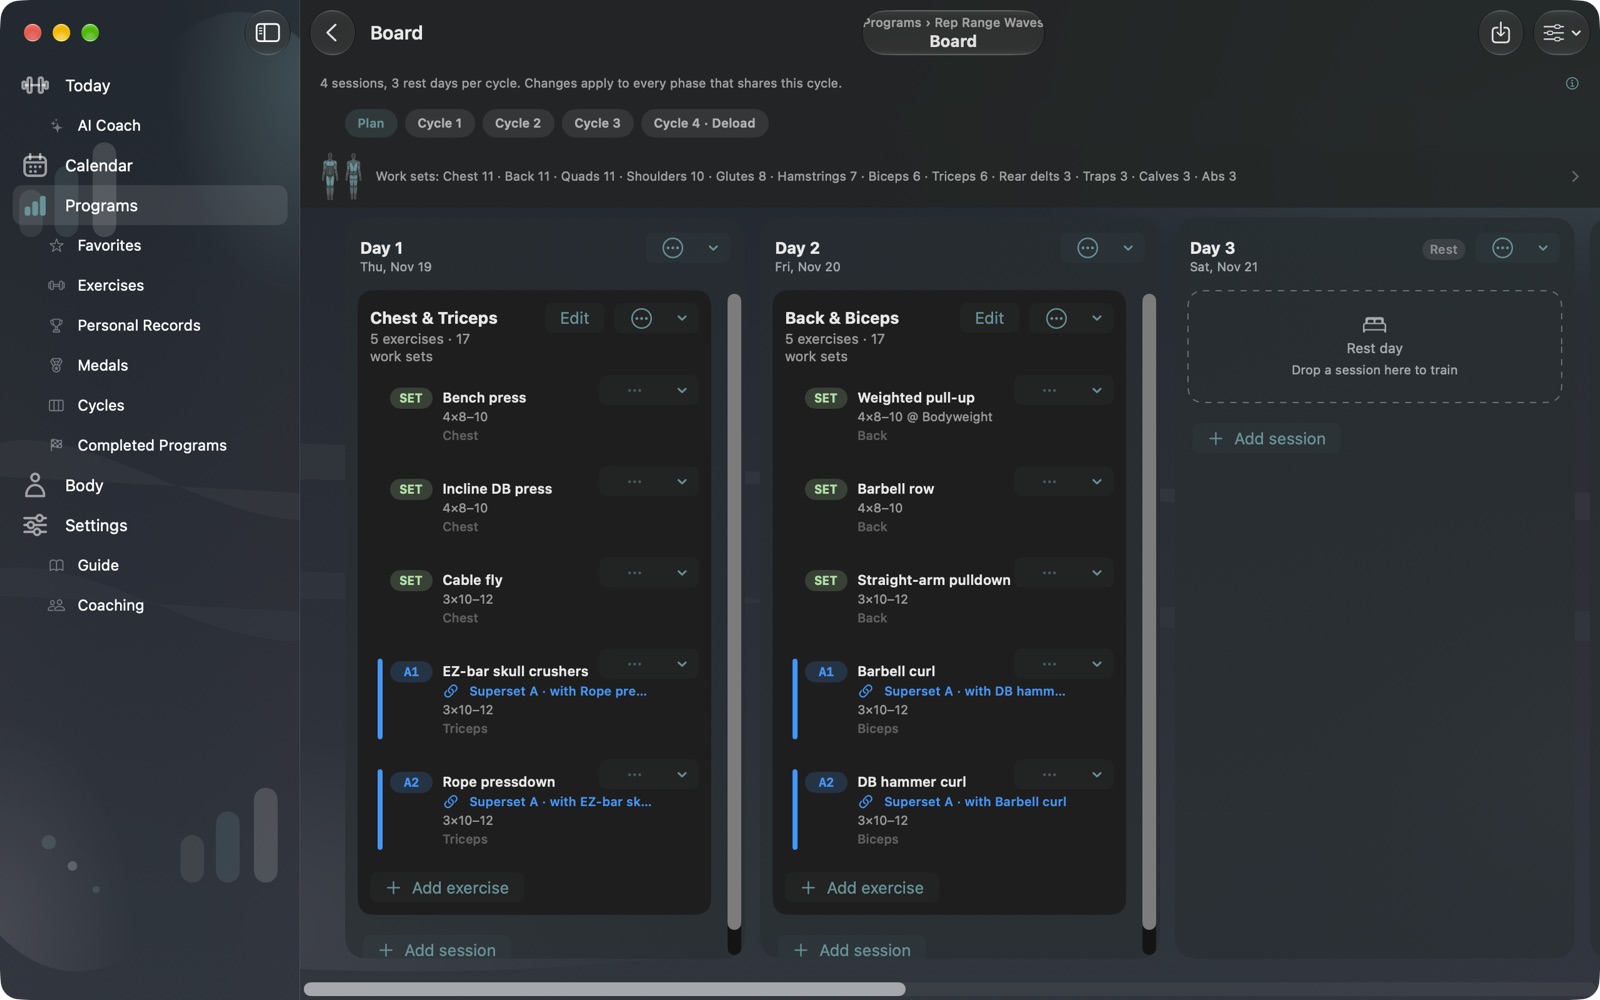 Today
AI Coach
Calendar
Programs
Favorites
Exercises
Personal Records
Medals
Cycles
Completed Programs
Body
Settings
Guide
Coaching
Board
Programs › Rep Range Waves
Board
4 sessions, 3 rest days per cycle. Changes apply to every phase that shares this cycle.
Plan
Cycle 1
Cycle 2
Cycle 3
Cycle 4 · Deload
Work sets: Chest 11 · Back 11 · Quads 11 · Shoulders 10 · Glutes 8 · Hamstrings 7 · Biceps 6 · Triceps 6 · Rear delts 3 · Traps 3 · Calves 3 · Abs 3
Day 1
Thu, Nov 19
Chest & Triceps
Edit
5 exercises · 17
work sets
SET Bench press
4×8–10
Chest
SET Incline DB press
4×8–10
Chest
SET Cable fly
3×10–12
Chest
A1 EZ-bar skull crushers
Superset A · with Rope pre...
3×10–12
Triceps
A2 Rope pressdown
Superset A · with EZ-bar sk...
3×10–12
Triceps
+ Add exercise
+ Add session
Day 2
Fri, Nov 20
Back & Biceps
Edit
5 exercises · 17
work sets
SET Weighted pull-up
4×8–10 @ Bodyweight
Back
SET Barbell row
4×8–10
Back
SET Straight-arm pulldown
3×10–12
Back
A1 Barbell curl
Superset A · with DB hamm...
3×10–12
Biceps
A2 DB hammer curl
Superset A · with Barbell curl
3×10–12
Biceps
+ Add exercise
+ Add session
Day 3
Sat, Nov 21
Rest
Rest day
Drop a session here to train
+ Add session